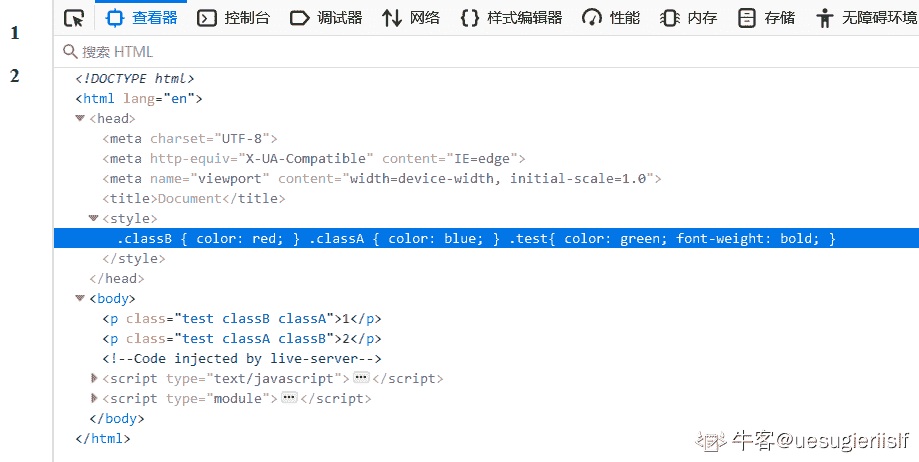 1
2
查看器 控制台 调试器 网络 {} 样式编辑器 性能 内存 存储 无障碍环境
搜索 HTML
<!DOCTYPE html>
<html lang="en">
<head>
<meta charset="UTF-8">
<meta http-equiv="X-UA-Compatible" content="IE=edge">
<meta name="viewport" content="width=device-width, initial-scale=1.0">
<title>Document</title>
<style>
.classB { color: red; } .classA { color: blue; } .test{ color: green; font-weight: bold; }
</style>
</head>
<body>
<p class="test classB classA">1</p>
<p class="test classA classB">2</p>
<!--Code injected by live-server-->
<script type="text/javascript">···</script>
<script type="module">···</script>
</body>
</html>
牛客@uesugieriislf